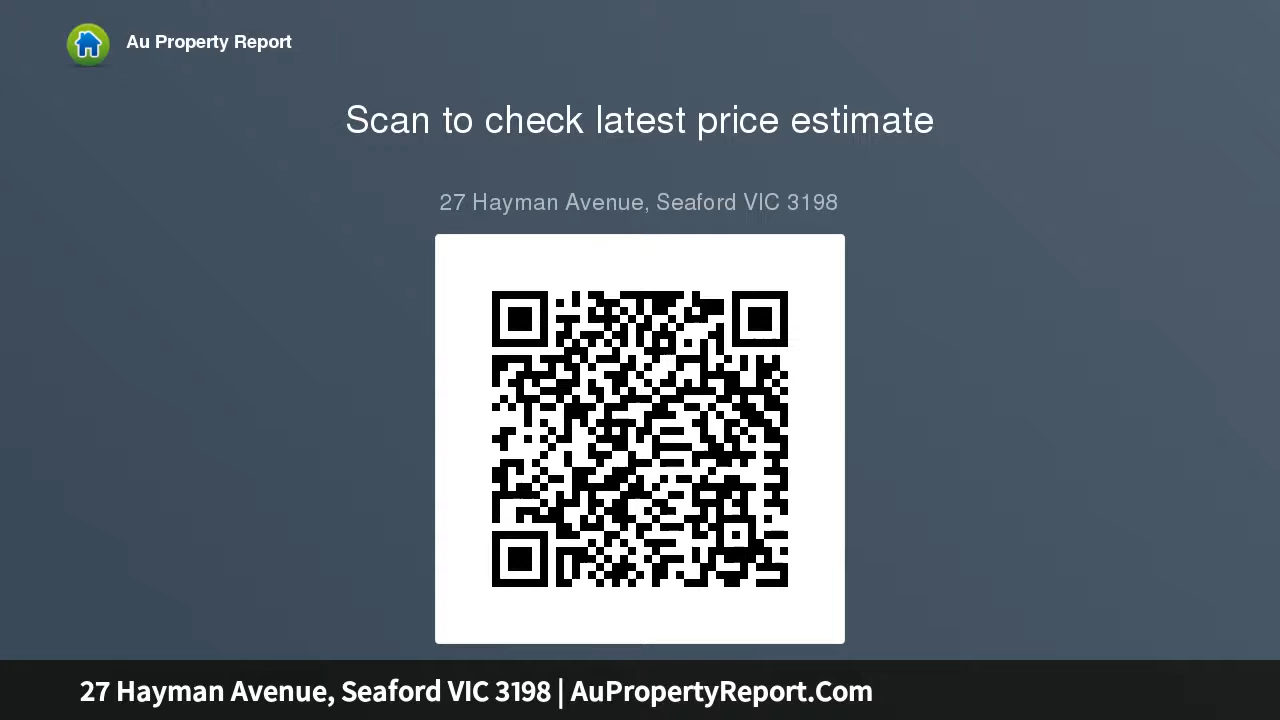 Au Property Report
Scan to check latest price estimate
27 Hayman Avenue, Seaford VIC 3198
27 Hayman Avenue, Seaford VIC 3198 | AuPropertyReport.Com